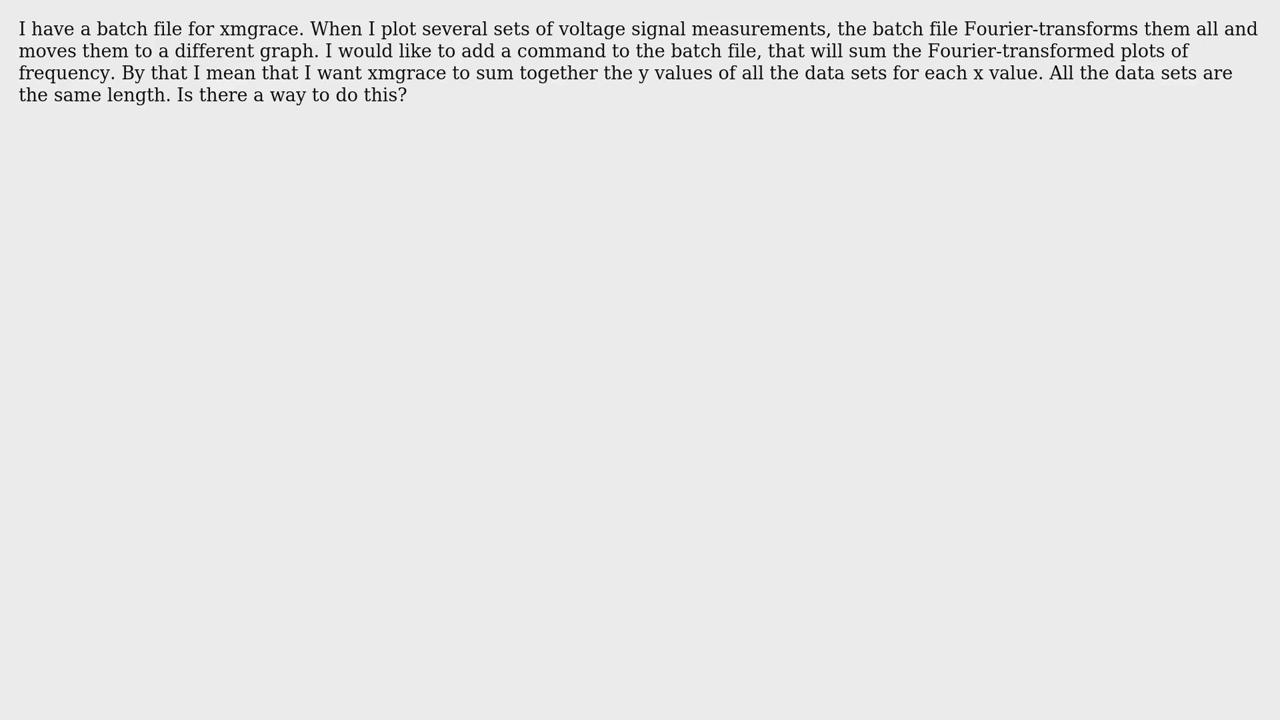 I have a batch file for xmgrace. When I plot several sets of voltage signal measurements, the batch file Fourier-transforms them all and
moves them to a different graph. I would like to add a command to the batch file, that will sum the Fourier-transformed plots of
frequency. By that I mean that I want xmgrace to sum together the y values of all the data sets for each x value. All the data sets are
the same length. Is there a way to do this?